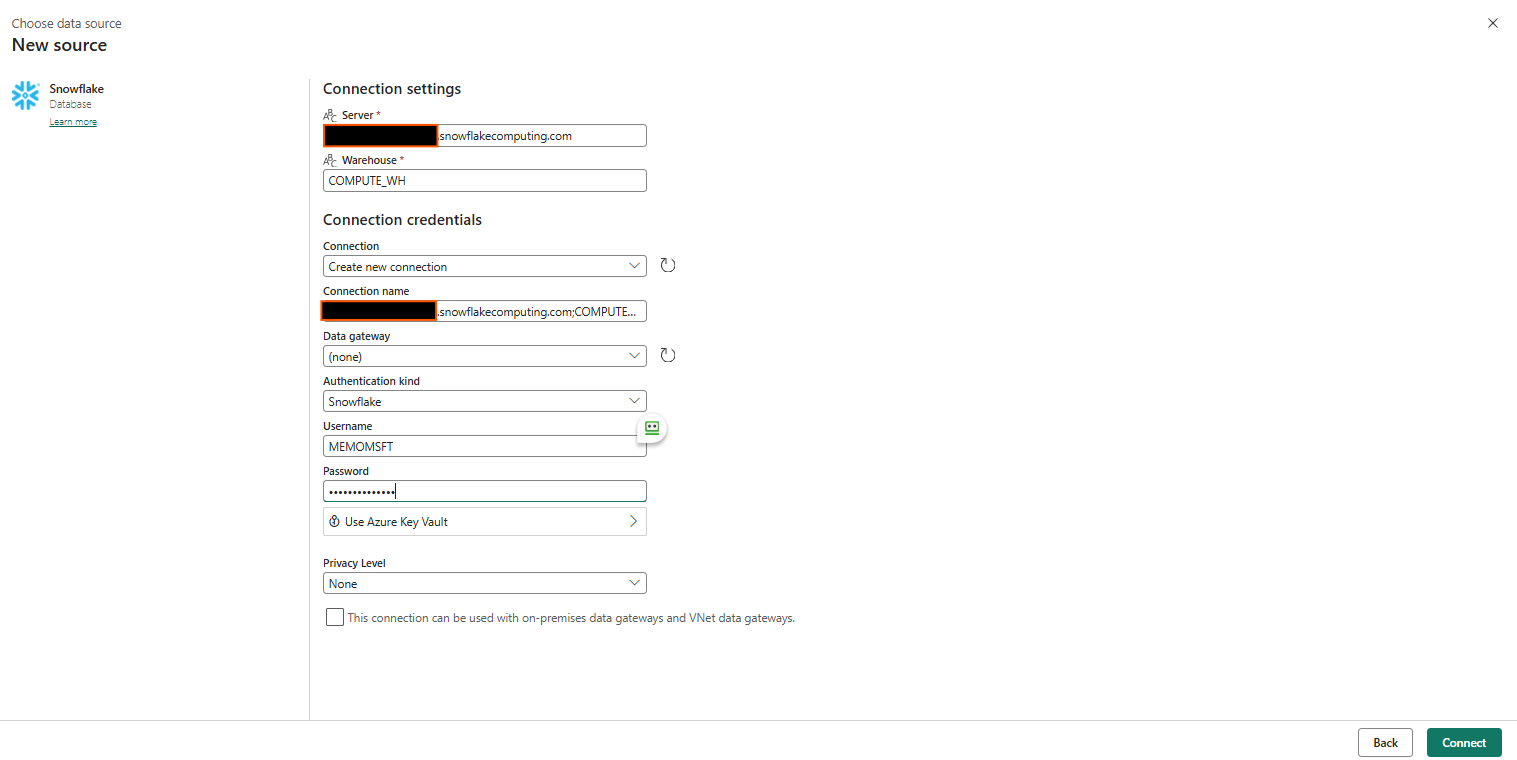 Choose data source
New source
Snowflake
Database
Learn more
Connection settings
ABC Server *
.snowflakecomputing.com
ABC Warehouse *
COMPUTE_WH
Connection credentials
Connection
Create new connection
Connection name
.snowflakecomputing.com;COMPUTE...
Data gateway
(none)
Authentication kind
Snowflake
Username
MEMOMSFT
Password
••••••••••••••
Use Azure Key Vault
Privacy Level
None
This connection can be used with on-premises data gateways and VNet data gateways.
Back
Connect